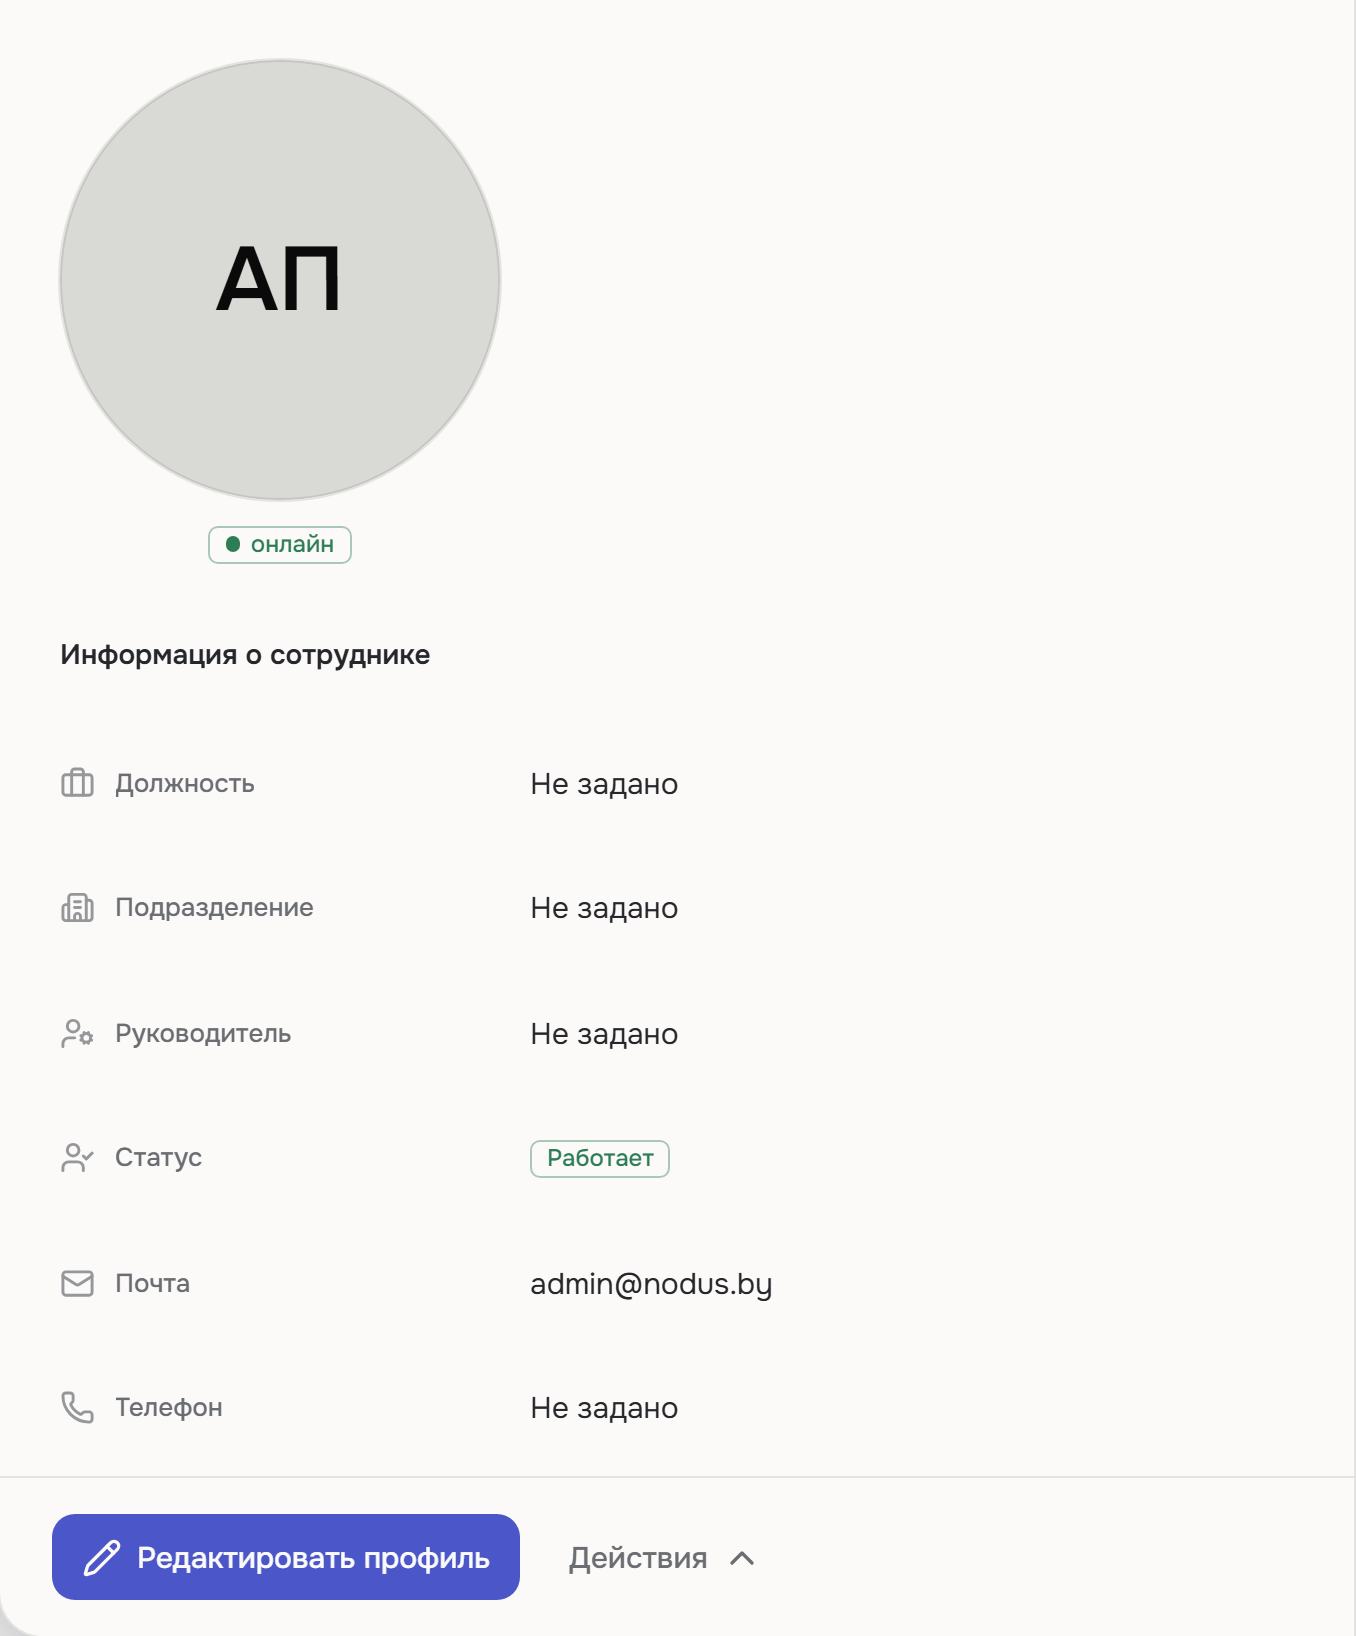 АП
онлайн
Информация о сотруднике
Должность Не задано
Подразделение Не задано
Руководитель Не задано
Статус Работает
Почта admin@nodus.by
Телефон Не задано
Редактировать профиль Действия